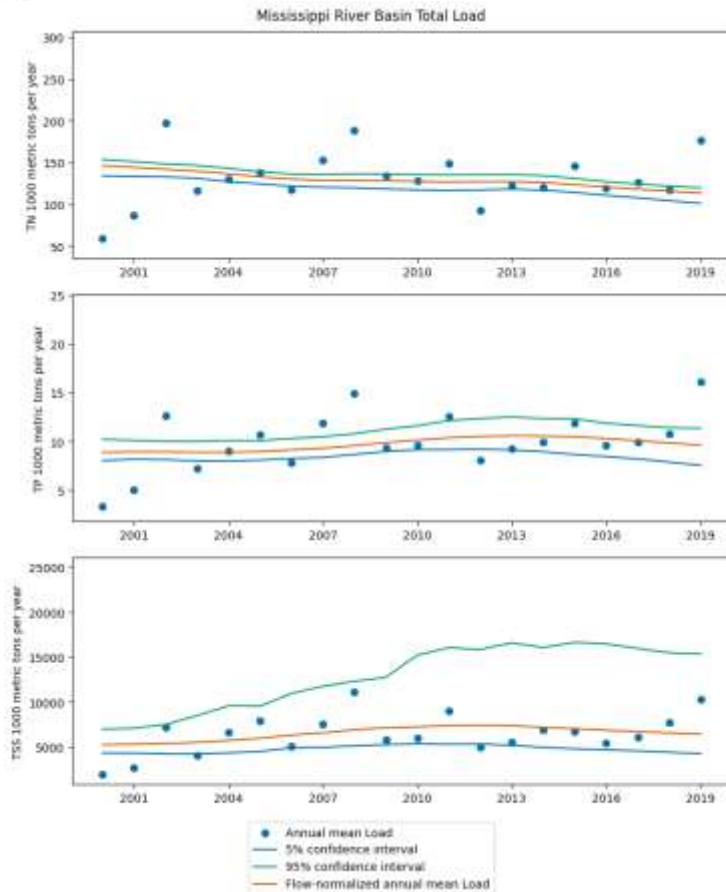 Mississippi River Basin Total Load
TN 1000 metric tons per year
300
250
200
150
100
50
2001 2004 2007 2010 2013 2016 2019
TP 1000 metric tons per year
25
20
15
10
5
2001 2004 2007 2010 2013 2016 2019
TSS 1000 metric tons per year
25000
20000
15000
10000
5000
2001 2004 2007 2010 2013 2016 2019
Annual mean Load
5% confidence interval
95% confidence interval
Flow-normalized annual mean Load